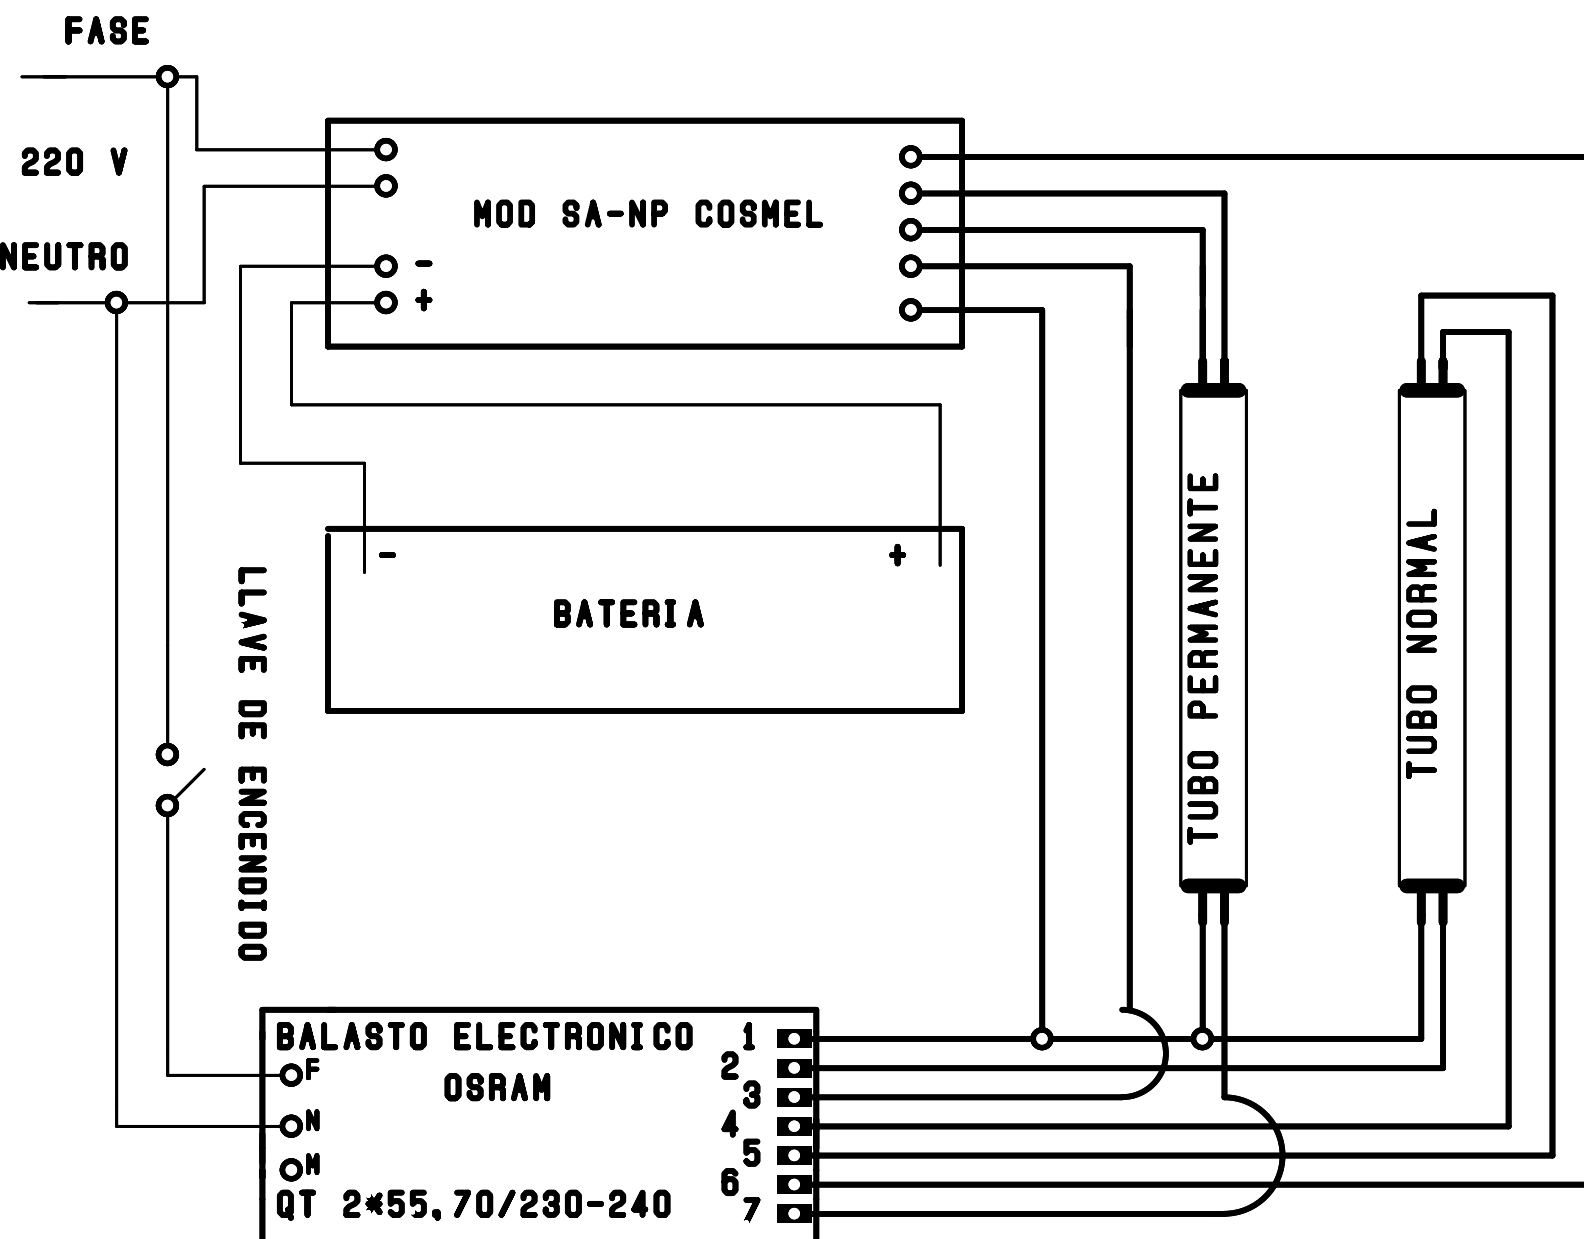 FASE
220 V
NEUTRO
MOD SA-NP COSMEL
-
+
- +
BATERIA
LLAVE DE ENCENDIDO
TUBO PERMANENTE
TUBO NORMAL
BALASTO ELECTRONICO
OSRAM
F
N
M
QT 2*55,70/230-240
1
2
3
4
5
6
7